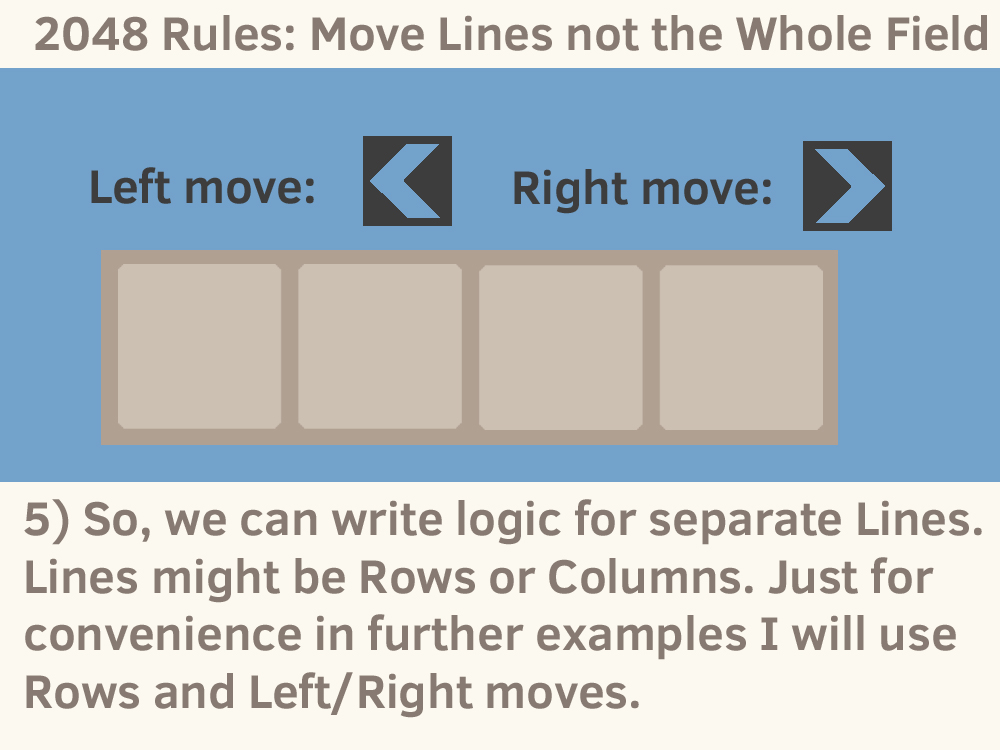 2048 Rules: Move Lines not the Whole Field
Left move:
Right move:
5) So, we can write logic for separate Lines.
Lines might be Rows or Columns. Just for
convenience in further examples I will use
Rows and Left/Right moves.